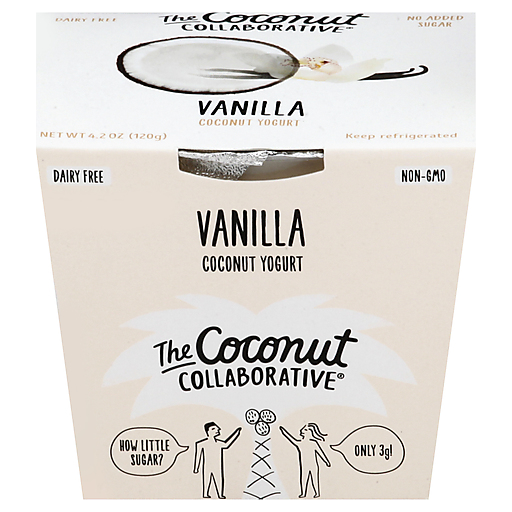 DAIRY FREE
The Coconut
COLLABORATIVE®
NO ADDED
SUGAR
VANILLA
COCONUT YOGURT
NET WT 4.2 OZ (120g)
Keep refrigerated
DAIRY FREE
NON-GMO
VANILLA
COCONUT YOGURT
The Coconut
COLLABORATIVE®
HOW LITTLE
SUGAR?
ONLY 3g!